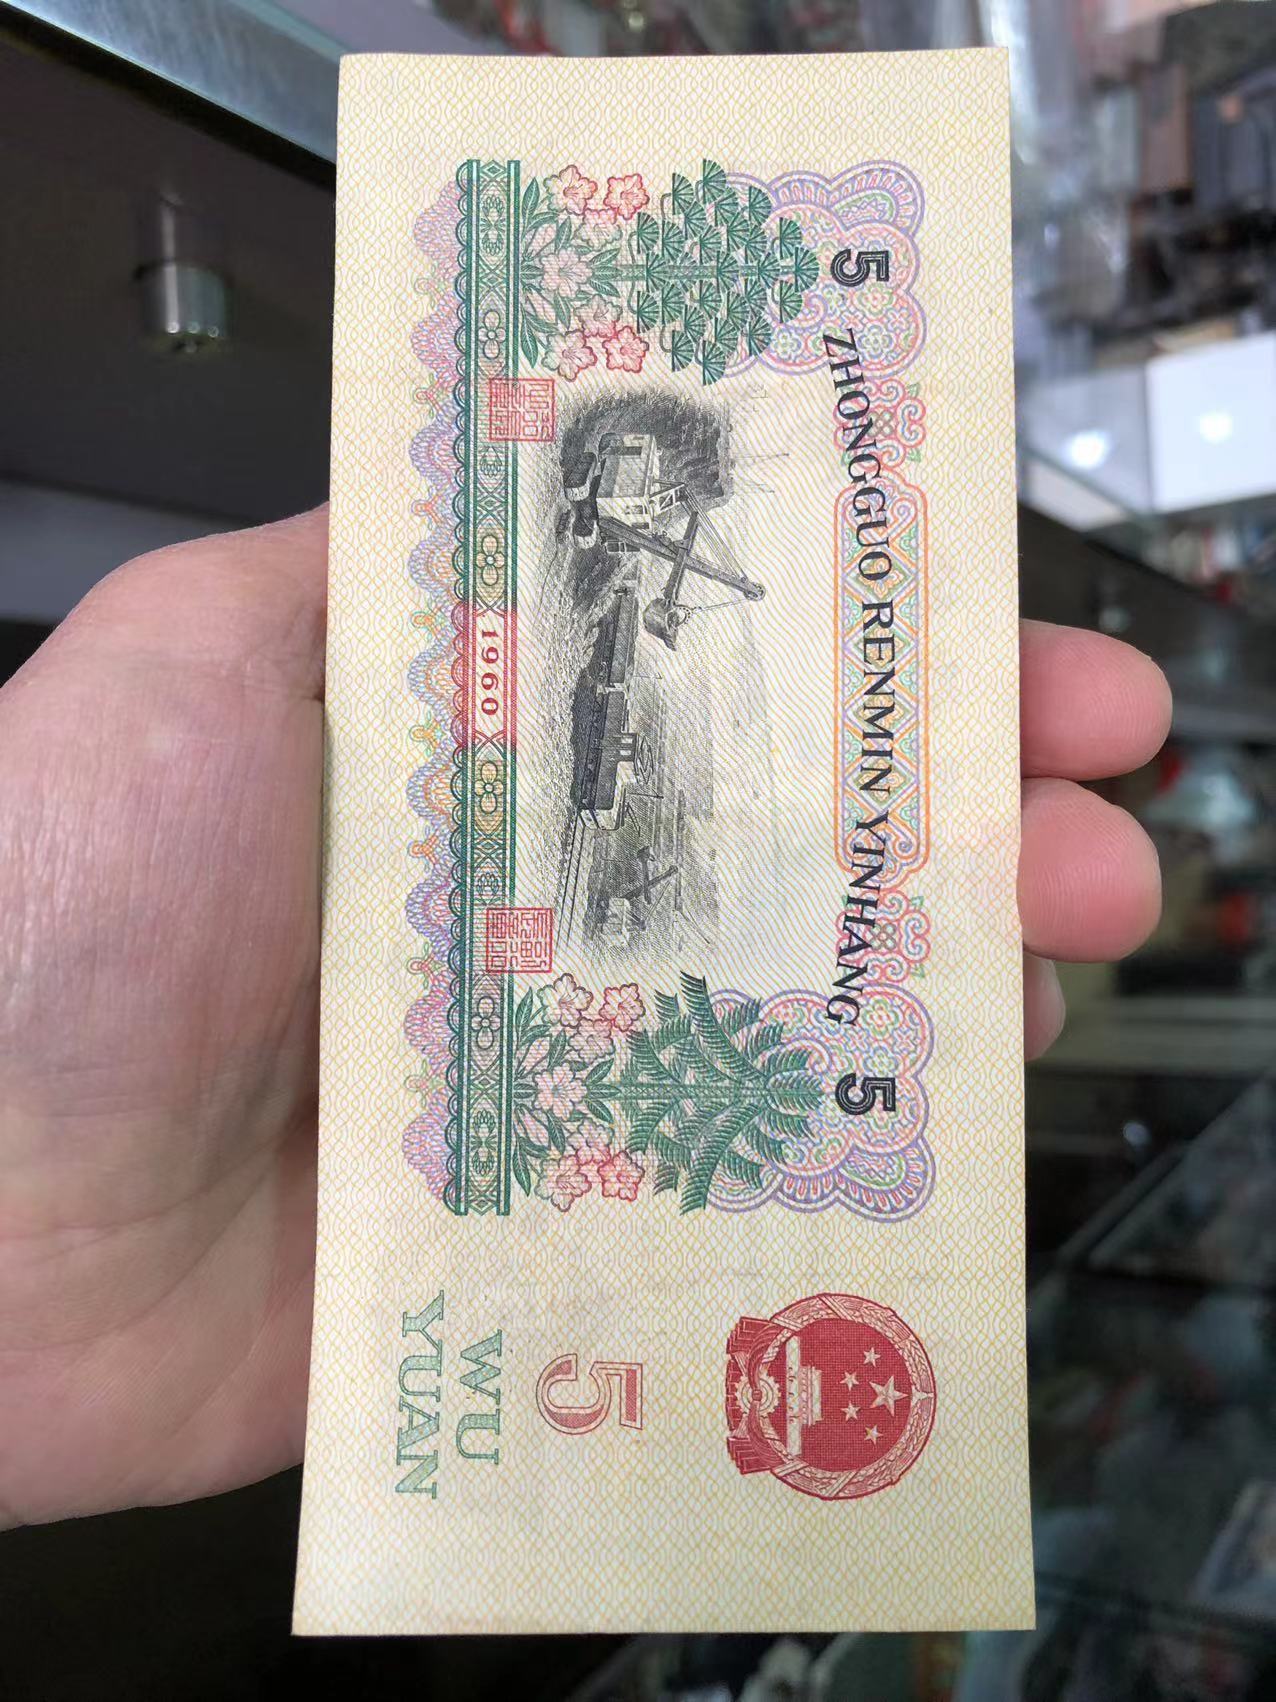 5 ZHONGGUO RENMIN YINHANG 5
1960
5
WU
YUAN